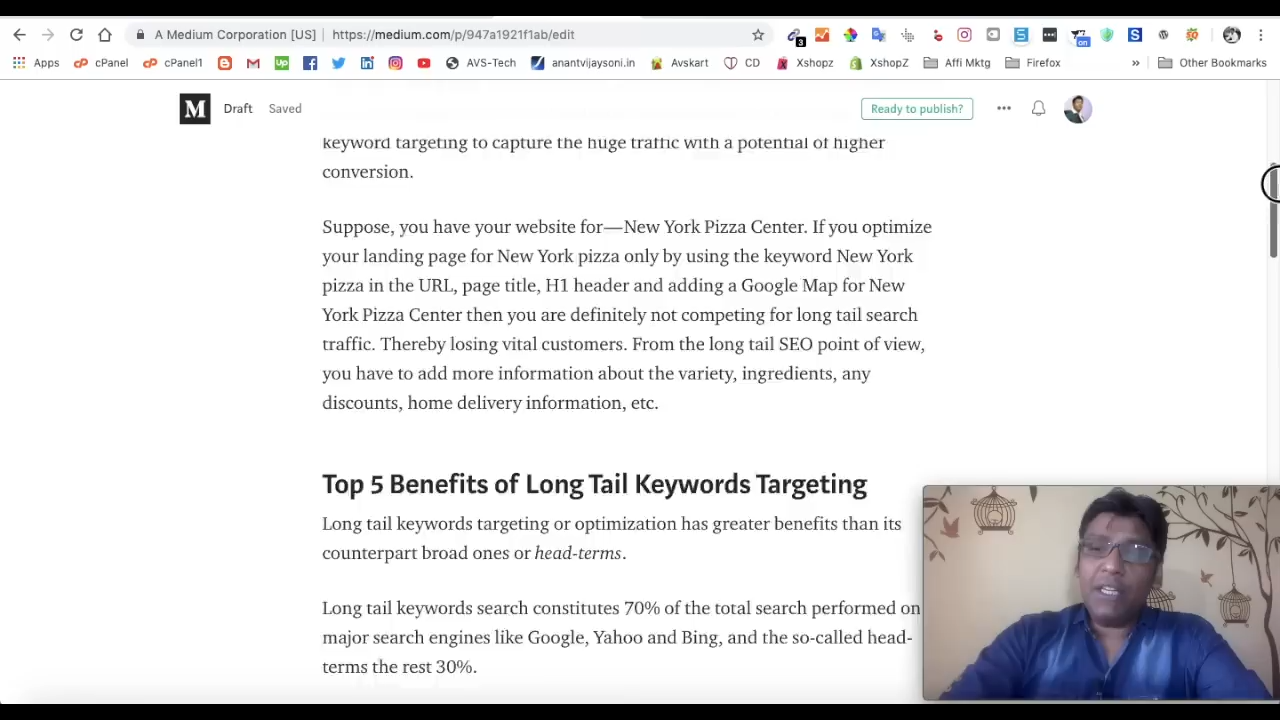 A Medium Corporation [US] | https://medium.com/p/947a1921f1ab/edit
3
on
Apps cPanel cPanel1 Up AVS-Tech anantvijaysoni.in Avskart CD Xshopz XshopZ Affi Mktg Firefox » Other Bookmarks
M Draft Saved Ready to publish?
keyword targeting to capture the huge traffic with a potential of higher
conversion.
Suppose, you have your website for—New York Pizza Center. If you optimize
your landing page for New York pizza only by using the keyword New York
pizza in the URL, page title, H1 header and adding a Google Map for New
York Pizza Center then you are definitely not competing for long tail search
traffic. Thereby losing vital customers. From the long tail SEO point of view,
you have to add more information about the variety, ingredients, any
discounts, home delivery information, etc.
Top 5 Benefits of Long Tail Keywords Targeting
Long tail keywords targeting or optimization has greater benefits than its
counterpart broad ones or head-terms.
Long tail keywords search constitutes 70% of the total search performed on
major search engines like Google, Yahoo and Bing, and the so-called head-
terms the rest 30%.